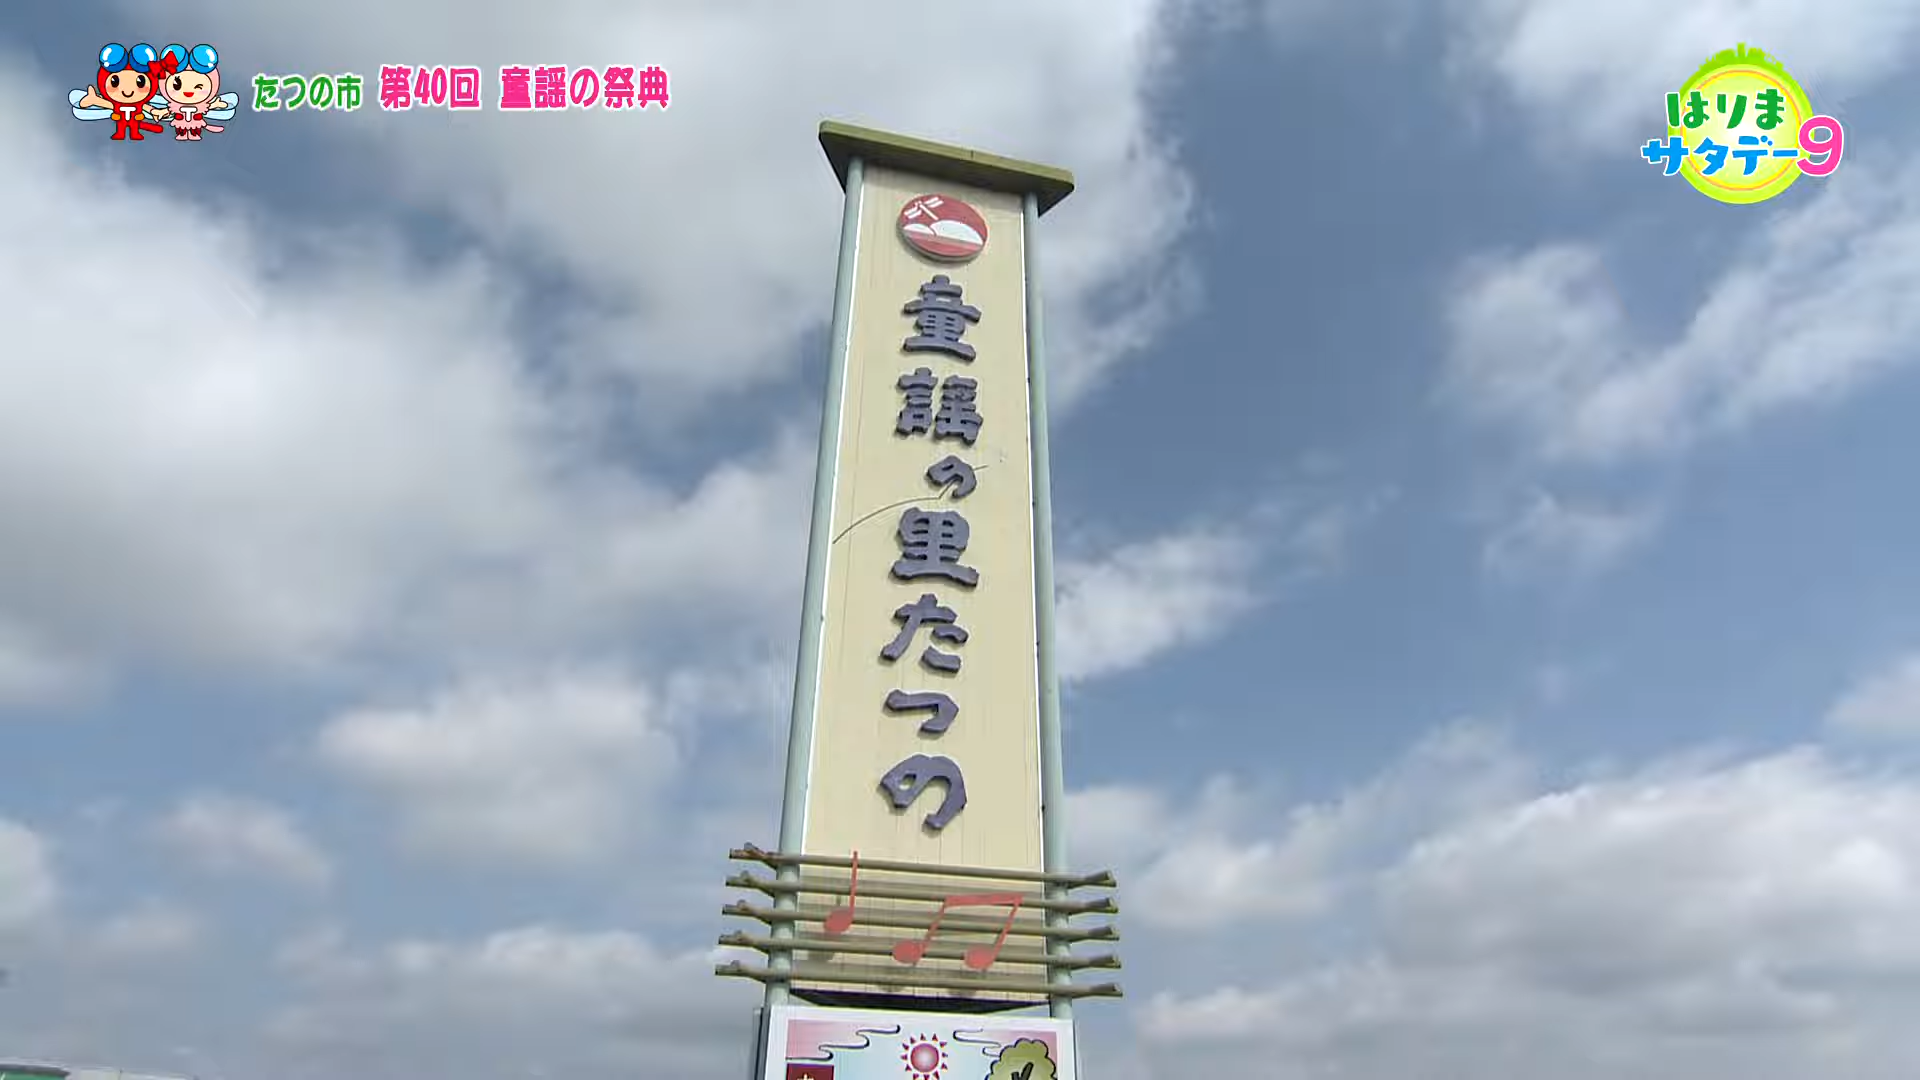 たつの市 第40回 童謡の祭典
はりま
サタデー9
童謡の里たつの